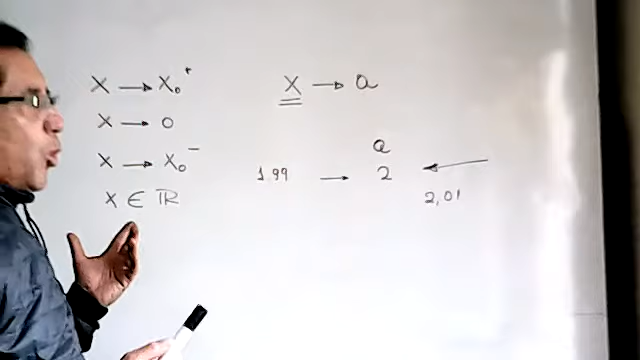 X → X₀⁺
X → 0
X → X₀⁻
X ∈ ℝ
X → a
a
1.99 → 2 ←
2,01